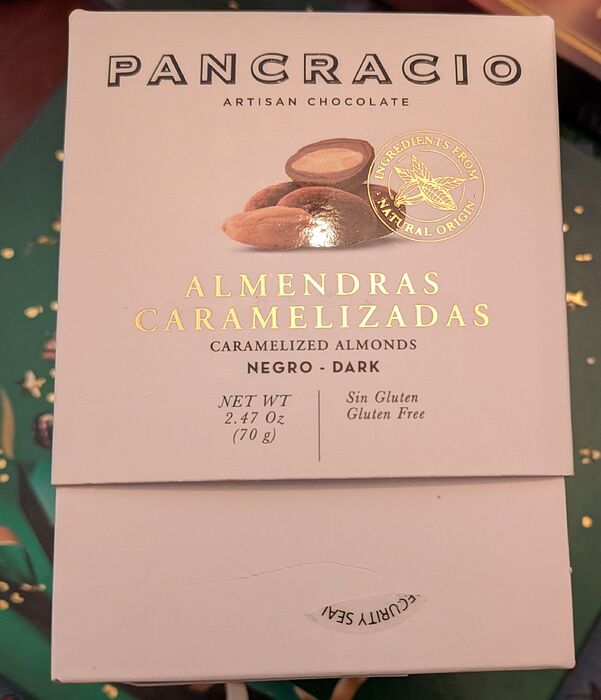 PANCRACIO
ARTISAN CHOCOLATE
INGREDIENTS FROM
NATURAL ORIGIN
ALMENDRAS
CARAMELIZADAS
CARAMELIZED ALMONDS
NEGRO - DARK
NET WT
2.47 Oz
(70 g)
Sin Gluten
Gluten Free
ECURITY SEAL